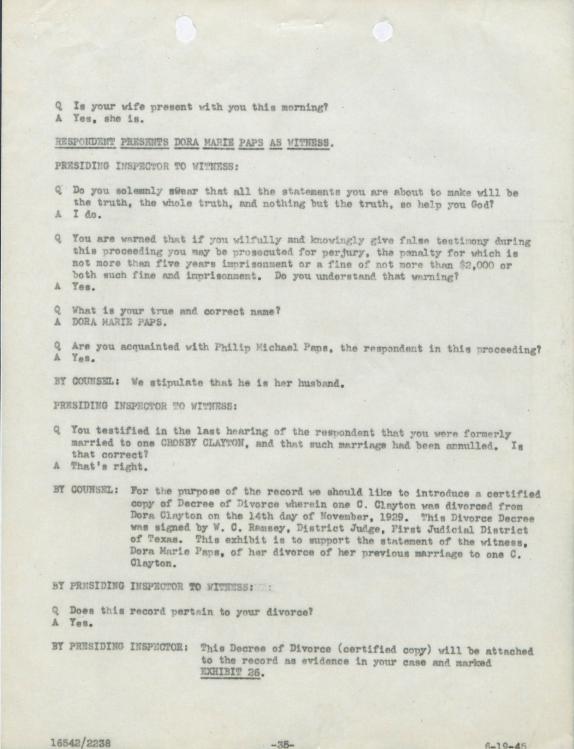 Q Is your wife present with you this morning?
A Yes, she is.
RESPONDENT PRESENTS DORA MARIE PAPS AS WITNESS.
PRESIDING INSPECTOR TO WITNESS:
Q Do you solemnly swear that all the statements you are about to make will be
the truth, the whole truth, and nothing but the truth, so help you God?
A I do.
Q You are warned that if you wilfully and knowingly give false testimony during
this proceeding you may be prosecuted for perjury, the penalty for which is
not more than five years imprisonment or a fine of not more than $2,000 or
both such fine and imprisonment. Do you understand that warning?
A Yes.
Q What is your true and correct name?
A DORA MARIE PAPS.
Q Are you acquainted with Philip Michael Paps, the respondent in this proceeding?
A Yes.
BY COUNSEL: We stipulate that he is her husband.
PRESIDING INSPECTOR TO WITNESS:
Q You testified in the last hearing of the respondent that you were formerly
married to one CROSBY CLAYTON, and that such marriage had been annulled. Is
that correct?
A That's right.
BY COUNSEL: For the purpose of the record we should like to introduce a certified
copy of Decree of Divorce wherein one C. Clayton was divorced from
Dora Clayton on the 14th day of November, 1929. This Divorce Decree
was signed by W. C. Ramsey, District Judge, First Judicial District
of Texas. This exhibit is to support the statement of the witness,
Dora Marie Paps, of her divorce of her previous marriage to one C.
Clayton.
BY PRESIDING INSPECTOR TO WITNESS:
Q Does this record pertain to your divorce?
A Yes.
BY PRESIDING INSPECTOR: This Decree of Divorce (certified copy) will be attached
to the record as evidence in your case and marked
EXHIBIT 26.
16542/2238 -35- 6-19-45